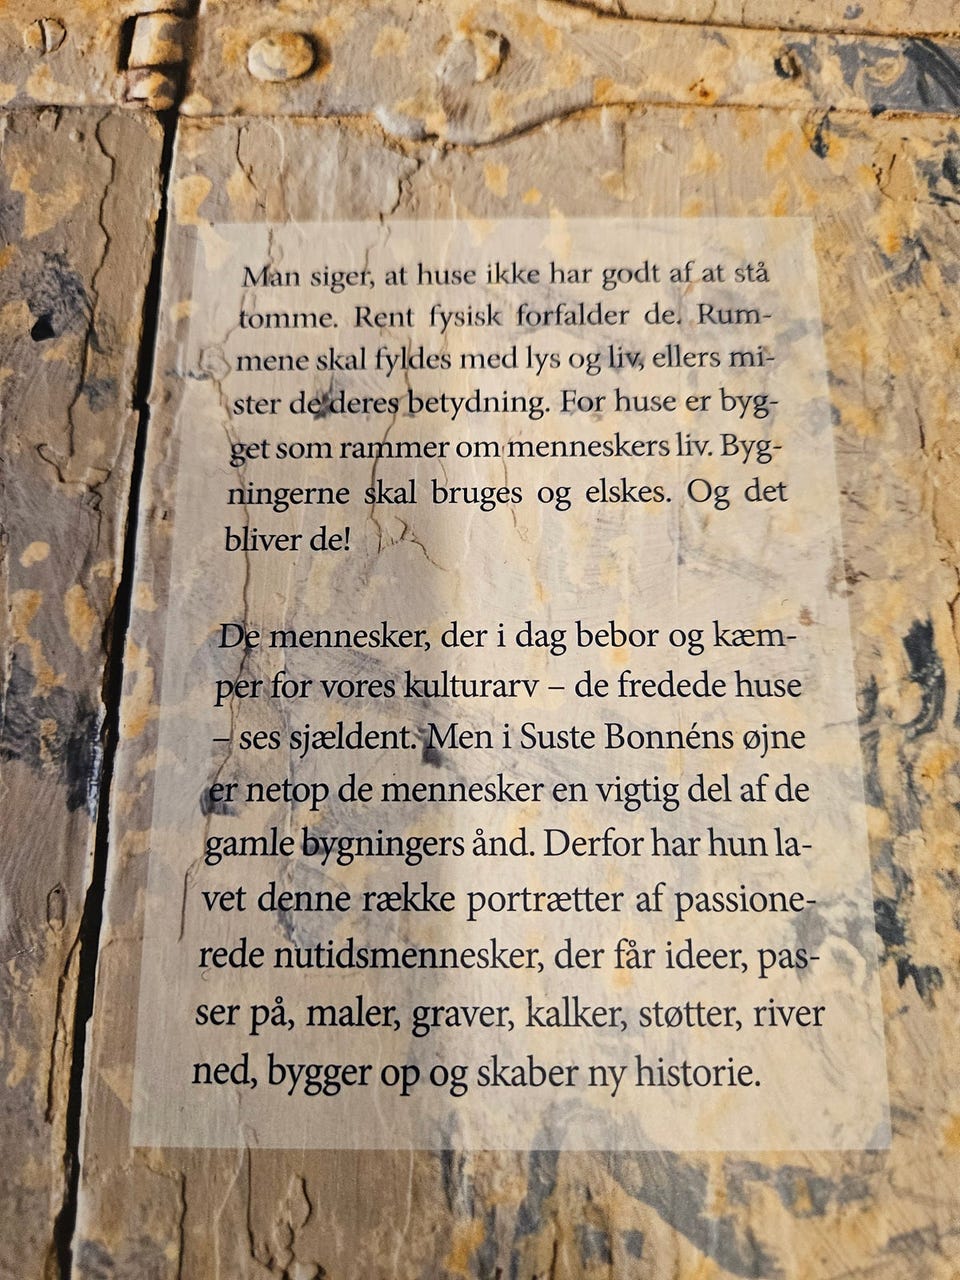 Man siger, at huse ikke har godt af at stå
tomme. Rent fysisk forfalder de. Rum-
mene skal fyldes med lys og liv, ellers mi-
ster de deres betydning. For huse er byg-
get som rammer om menneskers liv. Byg-
ningerne skal bruges og elskes. Og det
bliver de!
De mennesker, der i dag bebor og kæm-
per for vores kulturarv – de fredede huse
– ses sjældent. Men i Suste Bonnéns øjne
er netop de mennesker en vigtig del af de
gamle bygningers ånd. Derfor har hun la-
vet denne række portrætter af passione-
rede nutidsmennesker, der får ideer, pas-
ser på, maler, graver, kalker, støtter, river
ned, bygger op og skaber ny historie.